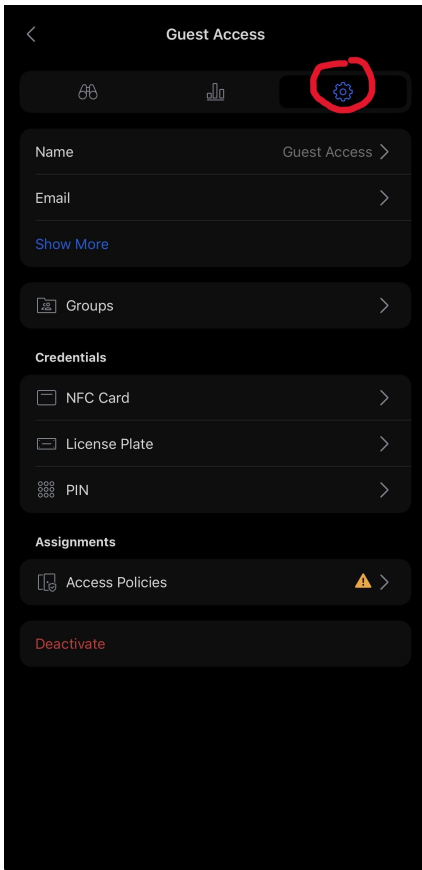 Guest Access
Name Guest Access
Email
Show More
Groups
Credentials
NFC Card
License Plate
PIN
Assignments
Access Policies
Deactivate